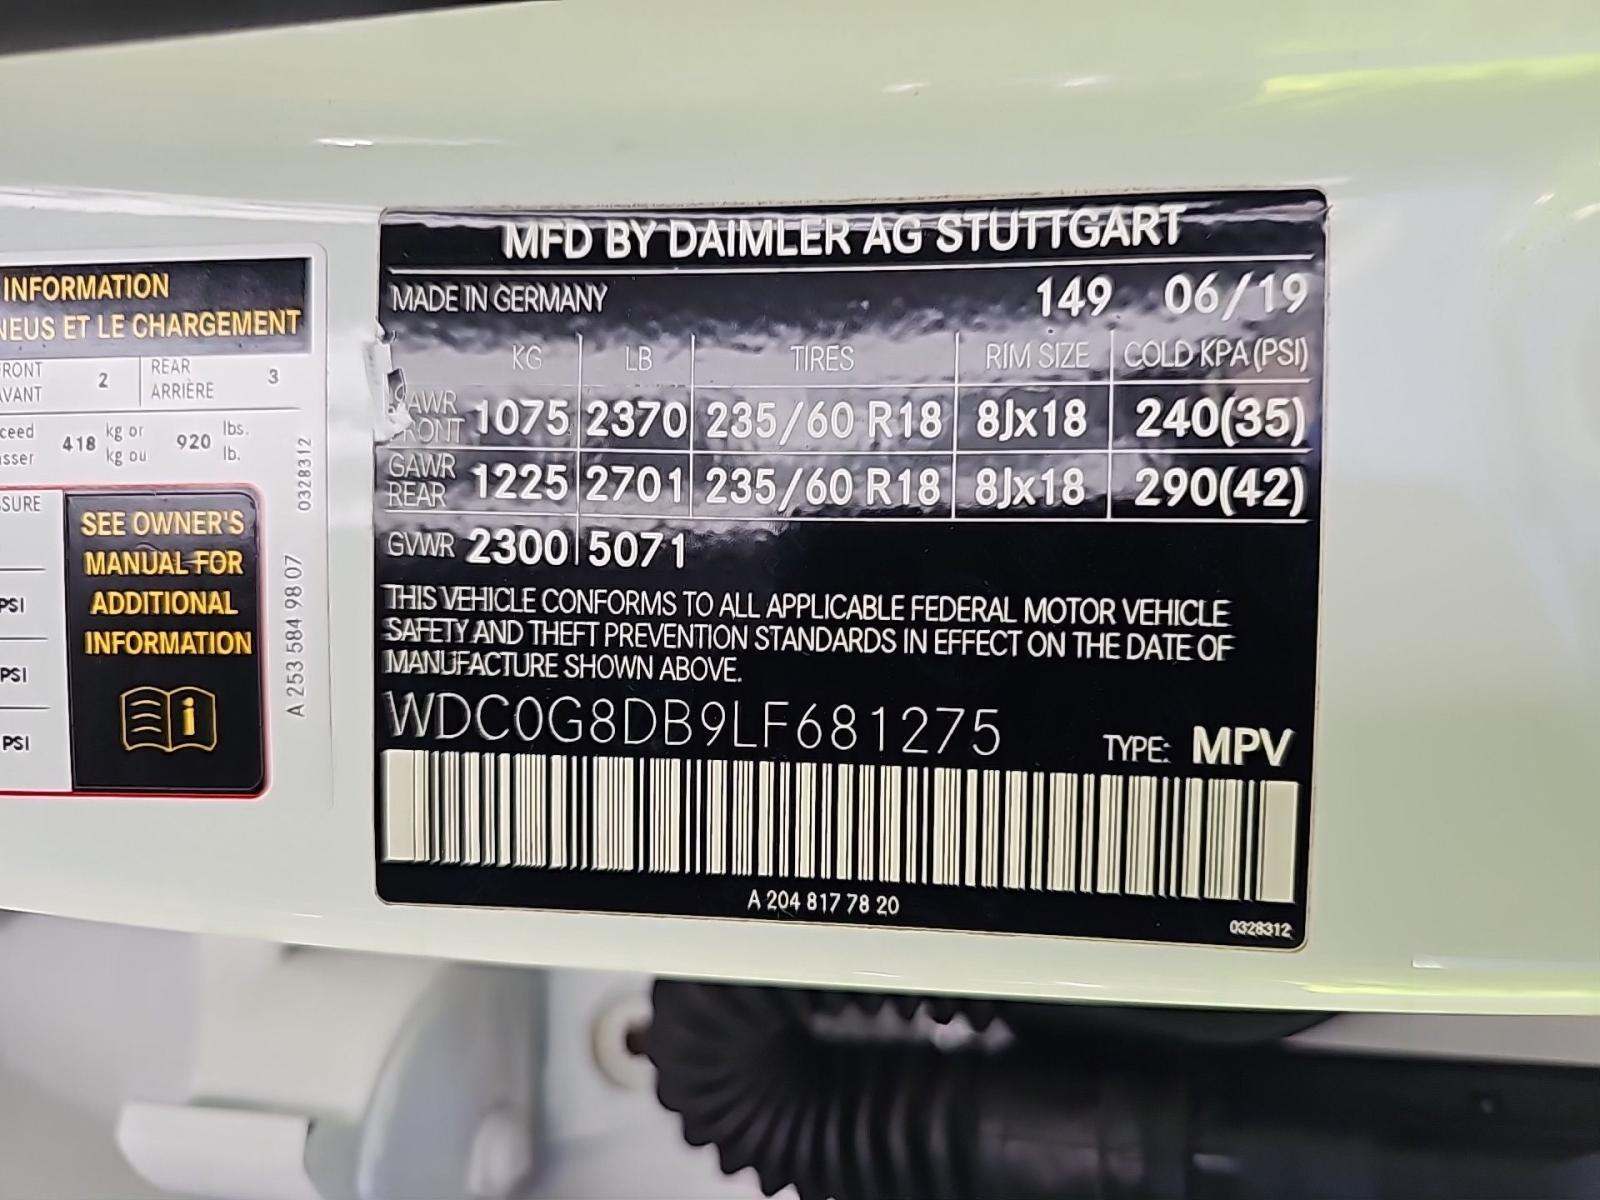 INFORMATION
NEUS ET LE CHARGEMENT
RONT
AVANT
2
REAR
ARRIÈRE
3
418
kg or
kg ou
920
lbs.
lb.
0328312
SURE
SEE OWNER'S
MANUAL FOR
ADDITIONAL
INFORMATION
i
PSI
PSI
PSI
A 253 584 98 07
MFD BY DAIMLER AG STUTTGART
MADE IN GERMANY 149 06/19
KG LB TIRES RIM SIZE COLD KPA (PSI)
GAWR FRONT 1075 2370 235/60 R18 8Jx18 240(35)
GAWR REAR 1225 2701 235/60 R18 8Jx18 290(42)
GVWR 2300 5071
THIS VEHICLE CONFORMS TO ALL APPLICABLE FEDERAL MOTOR VEHICLE
SAFETY AND THEFT PREVENTION STANDARDS IN EFFECT ON THE DATE OF
MANUFACTURE SHOWN ABOVE.
WDC0G8DB9LF681275 TYPE: MPV
A 204 817 78 20
0328312